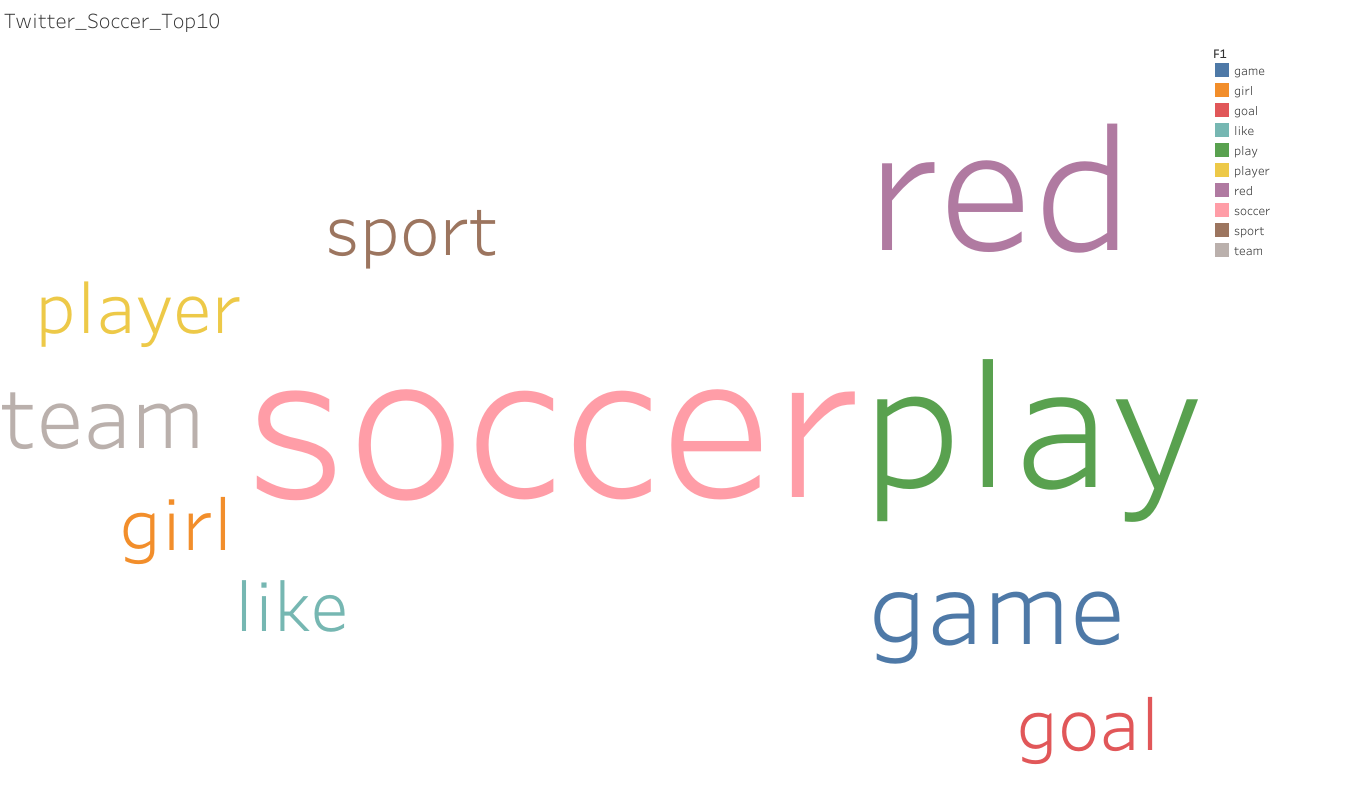 Twitter_Soccer_Top10
F1
game
girl
goal
like
play
player
red
soccer
sport
team
red
sport
player
team
soccer play
girl
like
game
goal